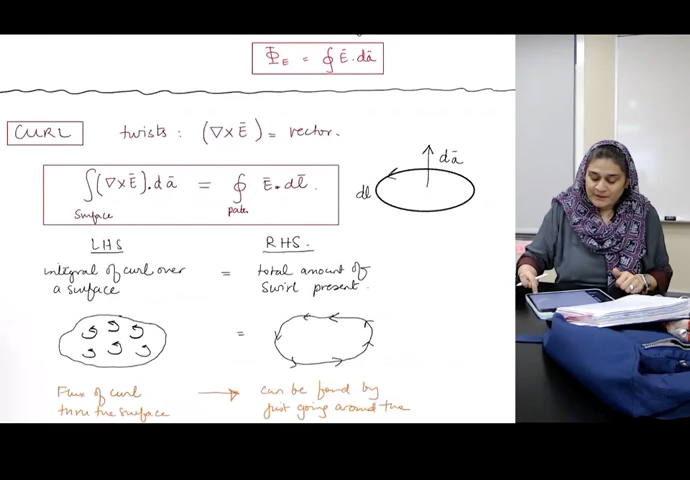 Φ_E = ∮ Ē · dā
CURL twists : (∇×Ē) = vector.
dā
∫(∇×Ē).dā = ∮ Ē · dl̄ .
dl
Surface path
LHS RHS.
integral of curl over = total amount of
a surface Swirl present.
=
Flux of curl → can be found by
thru the surface just going around the